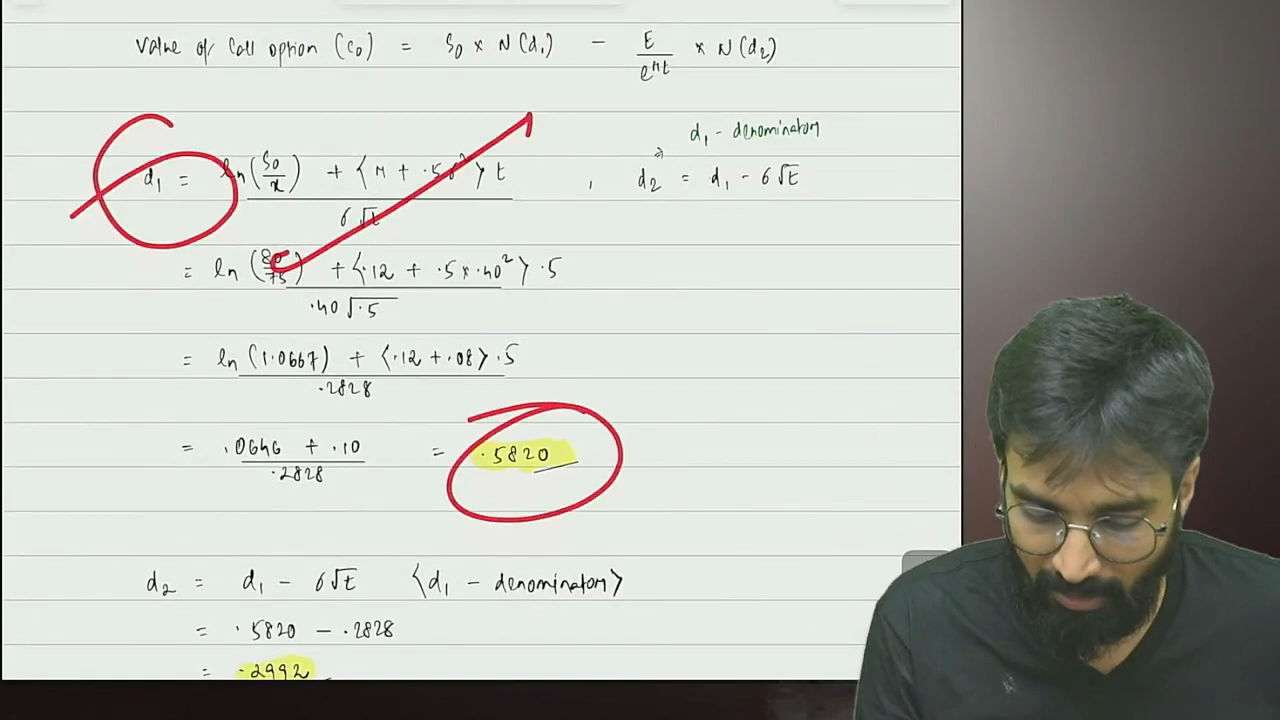 Value of Call option (C₀) = S₀ × N(d₁) − E/e^rt × N(d₂)
d₁ - denominator
d₁ = ln(S₀/x) + <r + .5σ²> t / σ√t , ⇒ d₂ = d₁ - σ√t
= ln(80/75) + <.12 + .5×.40²> .5 / .40√.5
= ln(1.0667) + <.12 + .08> .5 / .2828
= .0646 + .10 / .2828 = .5820
d₂ = d₁ - σ√t <d₁ - denominator>
= .5820 - .2828
= .2992